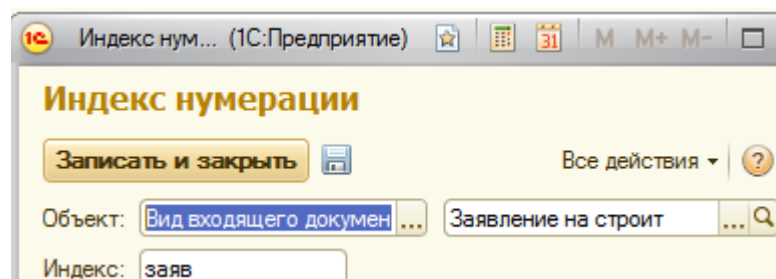 1С Индекс нум... (1С:Предприятие) 31 M M+ M-
Индекс нумерации
Записать и закрыть Все действия ?
Объект: Вид входящего докумен ... Заявление на строит ...
Индекс: заяв